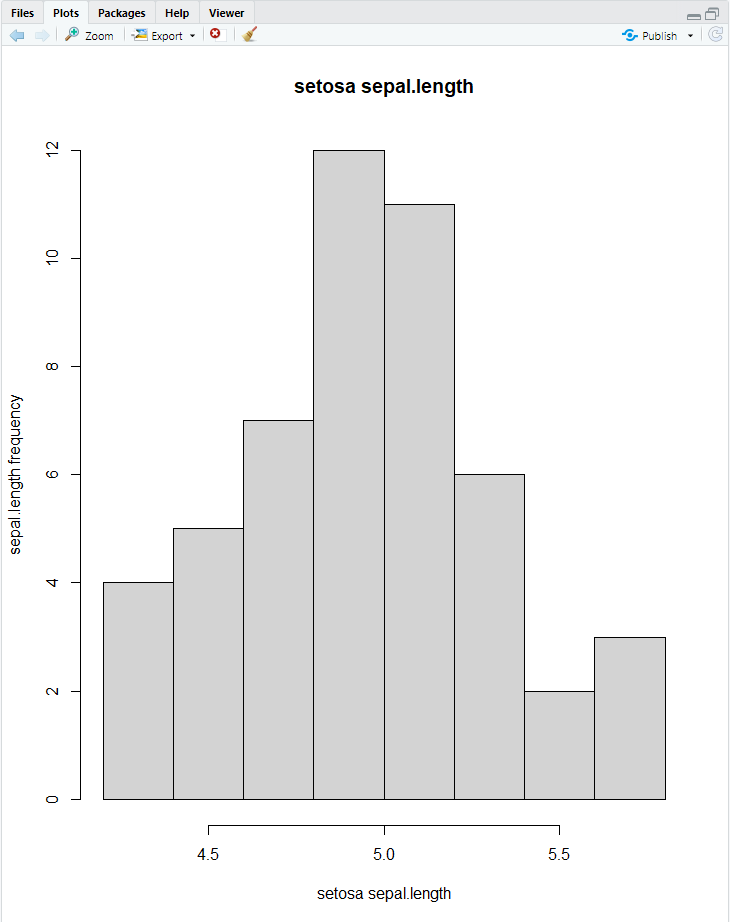 Files Plots Packages Help Viewer
Zoom Export Publish
setosa sepal.length
12
10
8
6
4
2
0
sepal.length frequency
4.5 5.0 5.5
setosa sepal.length